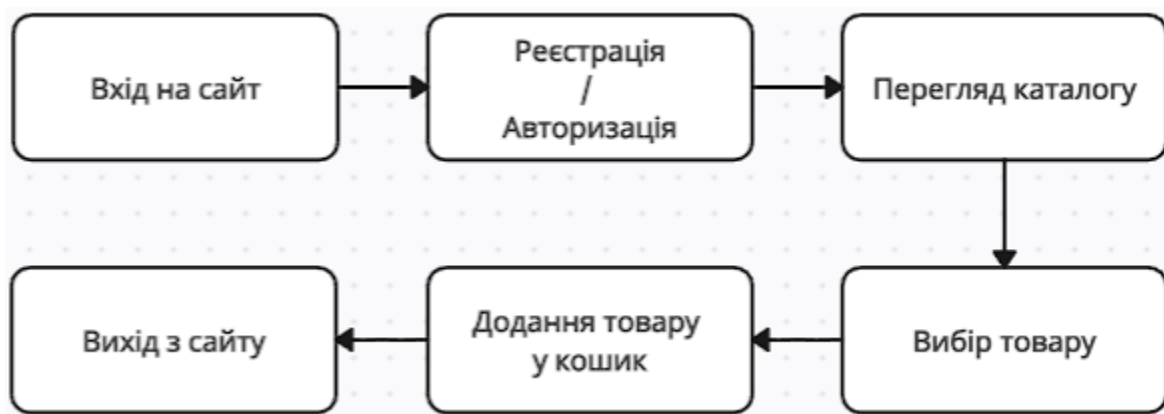 Вхід на сайт
Реєстрація
/
Авторизація
Перегляд каталогу
Вихід з сайту
Додання товару
у кошик
Вибір товару